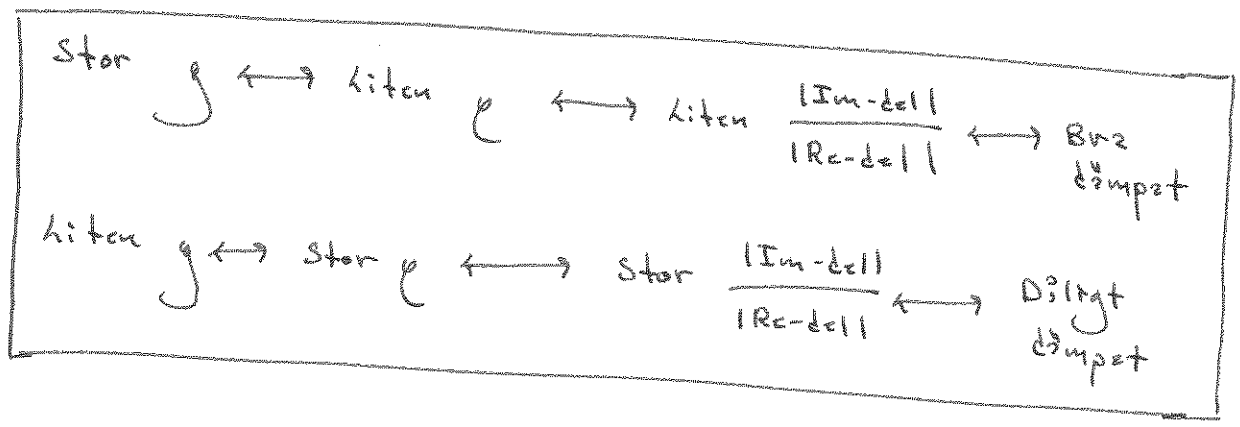 Stor ζ ↔ Liten φ ↔ Liten |Im-del| / |Re-del| ↔ Bra dämpat
Liten ζ ↔ Stor φ ↔ Stor |Im-del| / |Re-del| ↔ Dåligt dämpat